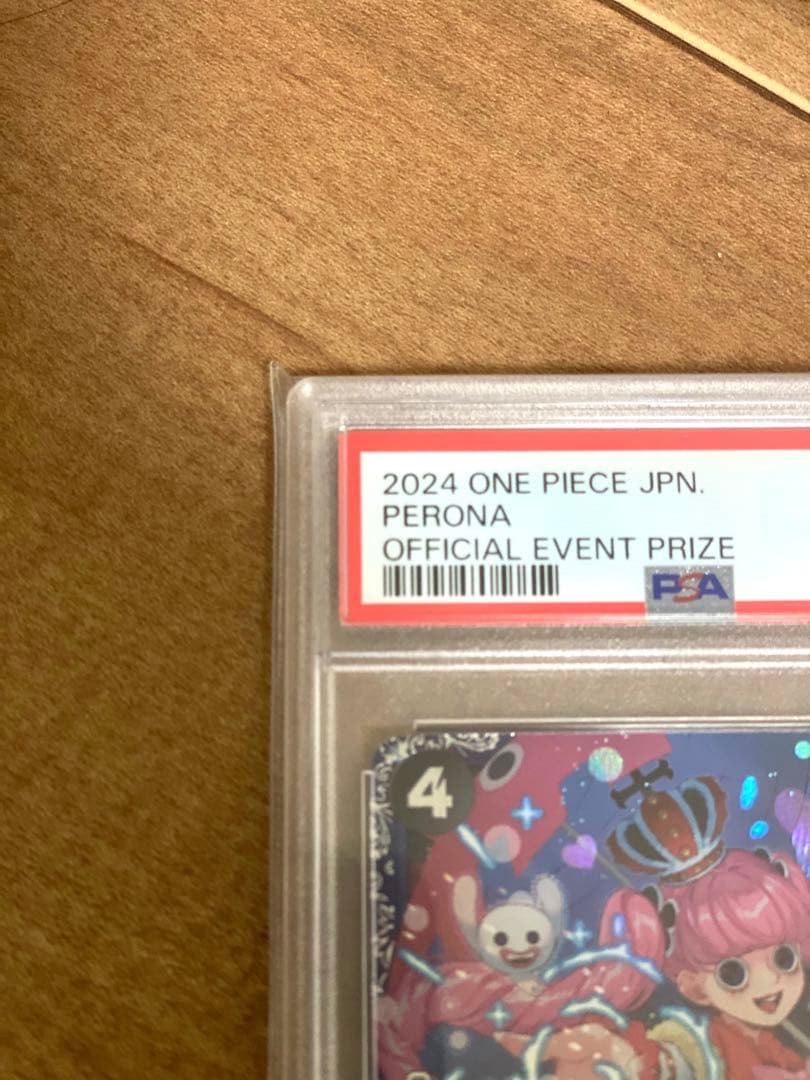 2024 ONE PIECE JPN.
PERONA
OFFICIAL EVENT PRIZE
PSA
4